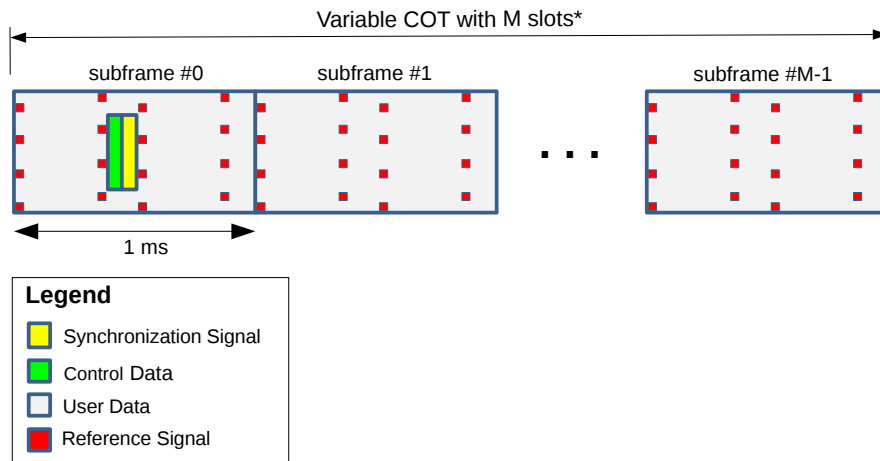 Variable COT with M slots*
subframe #0
subframe #1
subframe #M-1
. . .
1 ms
Legend
Synchronization Signal
Control Data
User Data
Reference Signal